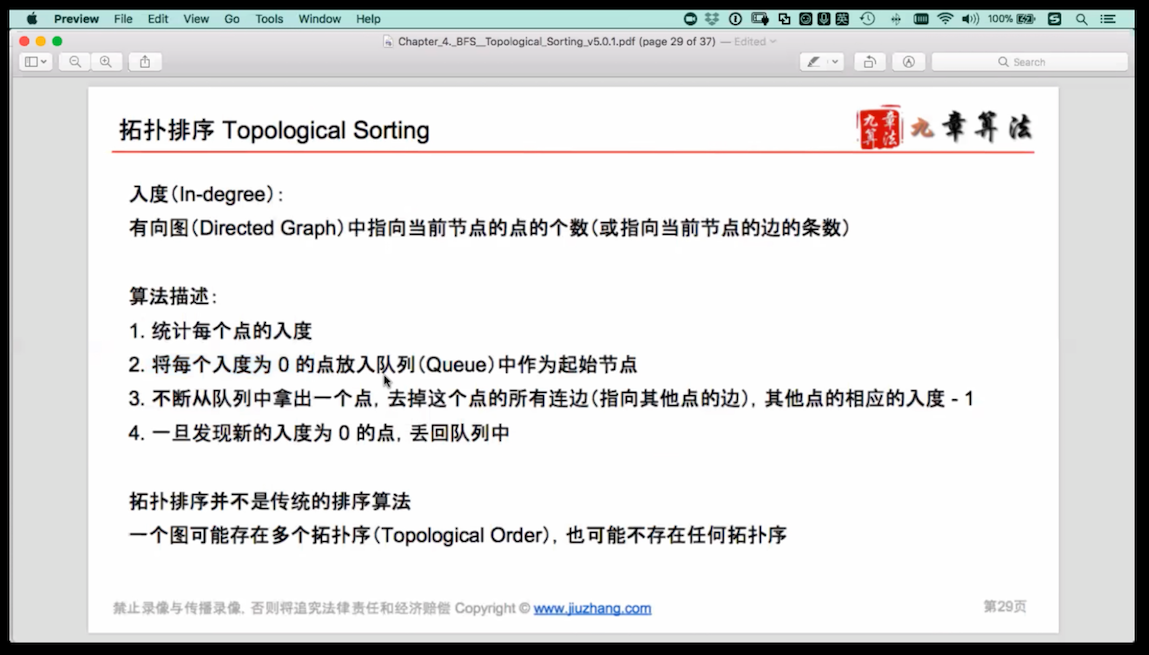 Preview File Edit View Go Tools Window Help 100%
Chapter_4._BFS__Topological_Sorting_v5.0.1.pdf (page 29 of 37) — Edited
Search
拓扑排序 Topological Sorting
九章算法 九章算法
入度(In-degree):
有向图(Directed Graph)中指向当前节点的点的个数(或指向当前节点的边的条数)
算法描述:
1. 统计每个点的入度
2. 将每个入度为 0 的点放入队列(Queue)中作为起始节点
3. 不断从队列中拿出一个点, 去掉这个点的所有连边(指向其他点的边), 其他点的相应的入度 - 1
4. 一旦发现新的入度为 0 的点, 丢回队列中
拓扑排序并不是传统的排序算法
一个图可能存在多个拓扑序(Topological Order), 也可能不存在任何拓扑序
禁止录像与传播录像, 否则将追究法律责任和经济赔偿 Copyright © www.jiuzhang.com
第29页